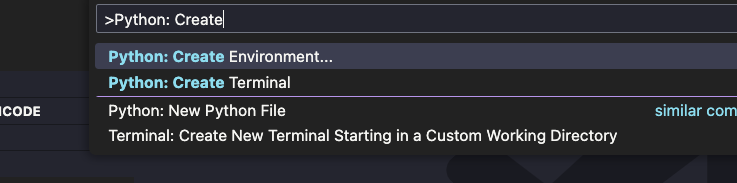 >Python: Create
Python: Create Environment...
Python: Create Terminal
NCODE
Python: New Python File
similar com
Terminal: Create New Terminal Starting in a Custom Working Directory